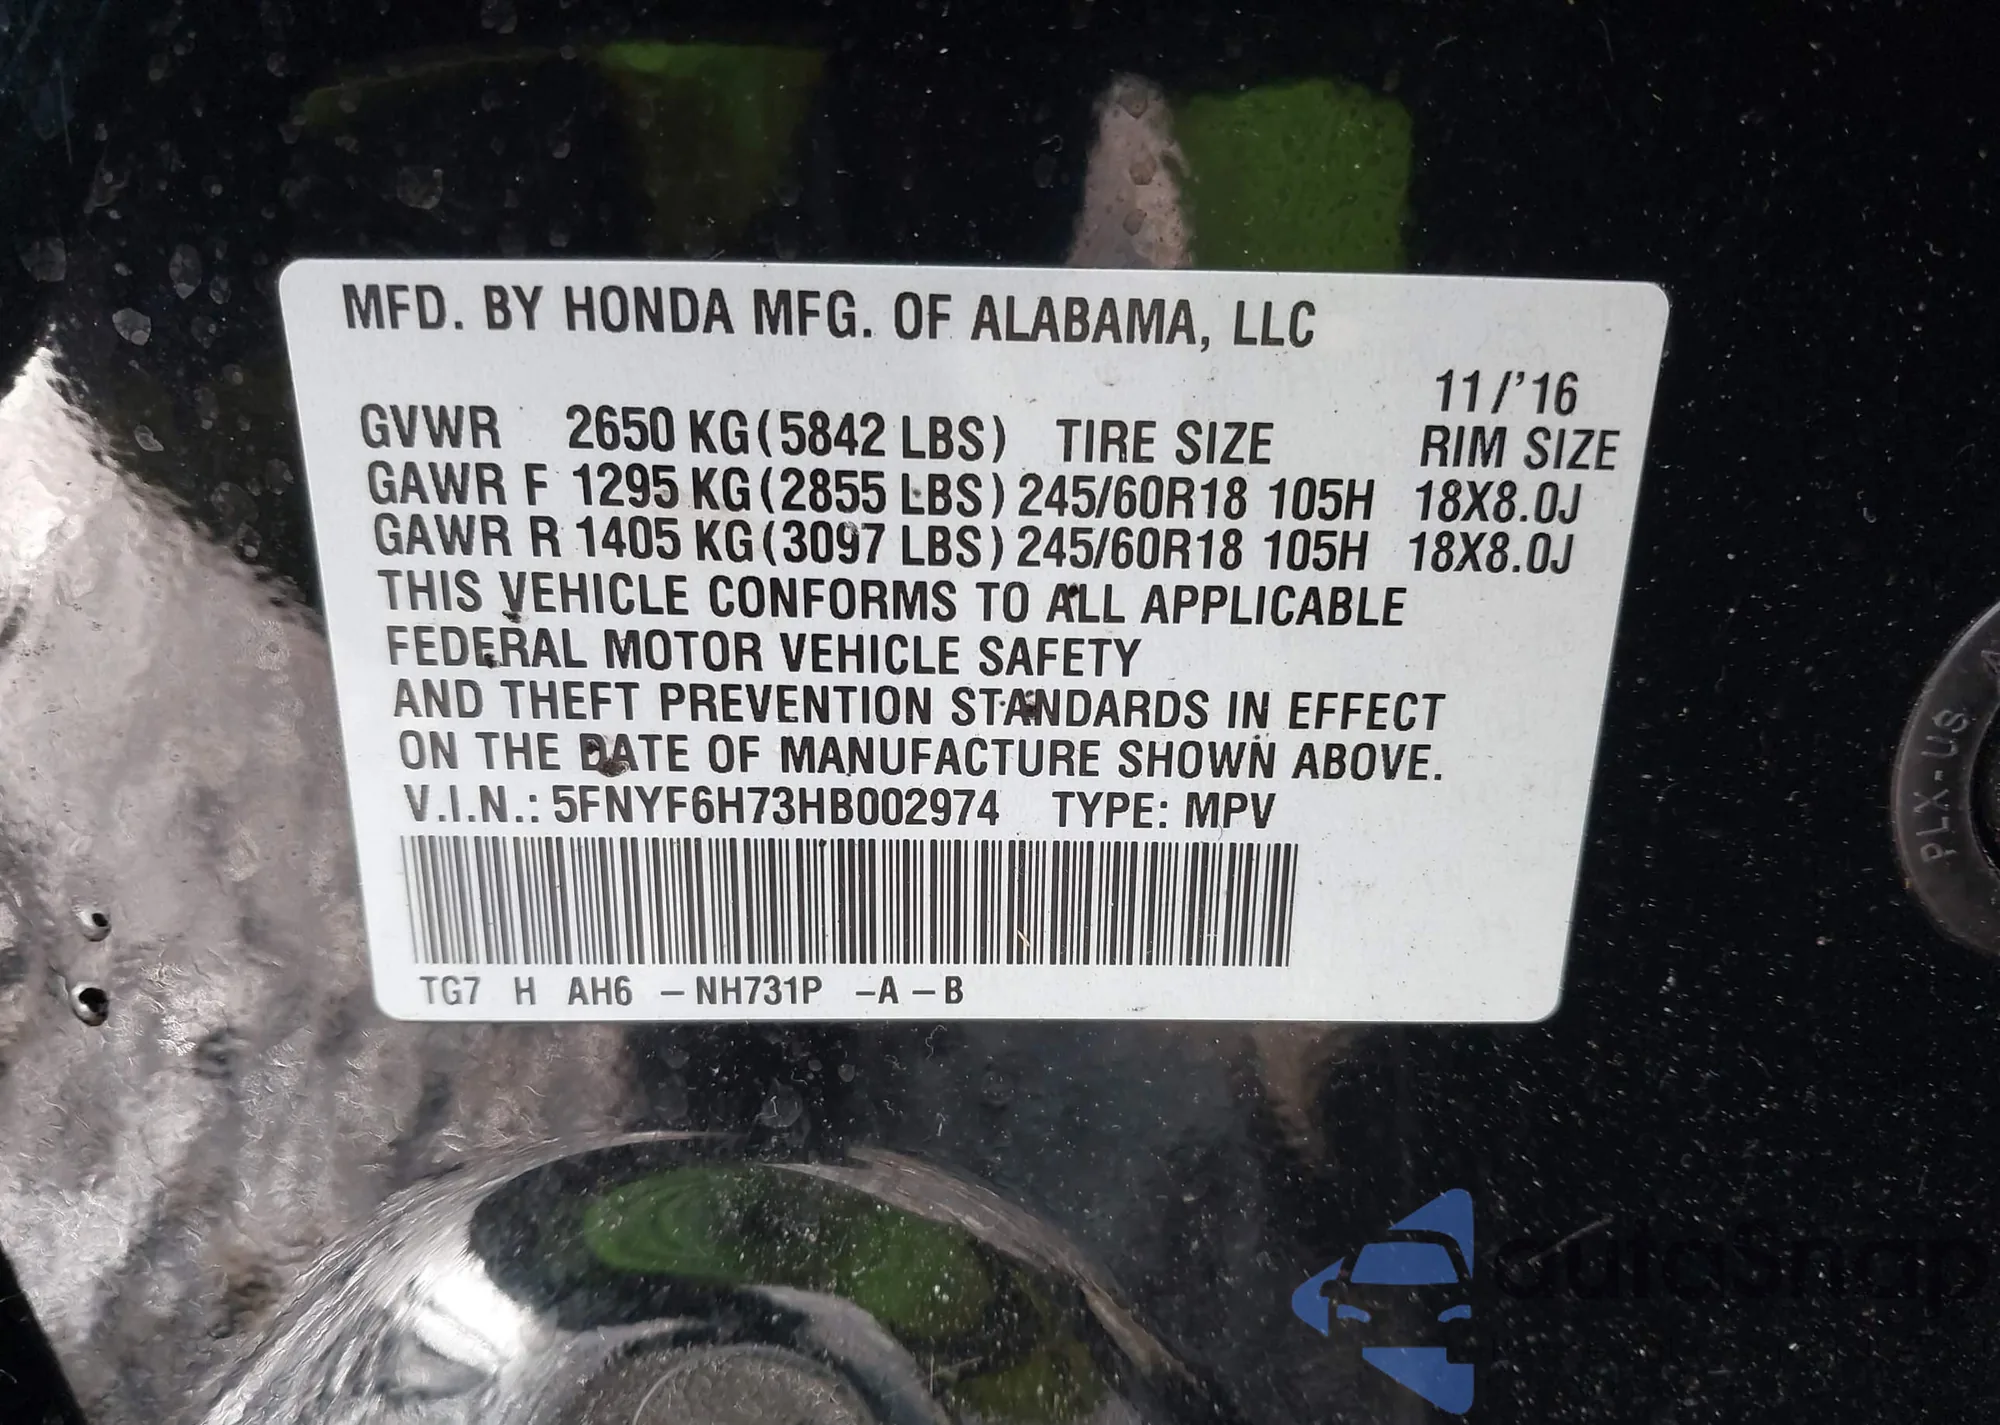 MFD. BY HONDA MFG. OF ALABAMA, LLC
11/'16
GVWR 2650 KG (5842 LBS) TIRE SIZE RIM SIZE
GAWR F 1295 KG (2855 LBS) 245/60R18 105H 18X8.0J
GAWR R 1405 KG (3097 LBS) 245/60R18 105H 18X8.0J
THIS VEHICLE CONFORMS TO ALL APPLICABLE
FEDERAL MOTOR VEHICLE SAFETY
AND THEFT PREVENTION STANDARDS IN EFFECT
ON THE DATE OF MANUFACTURE SHOWN ABOVE.
V.I.N.: 5FNYF6H73HB002974 TYPE: MPV
TG7 H AH6 – NH731P –A – B
PLX-US
AutoSnap